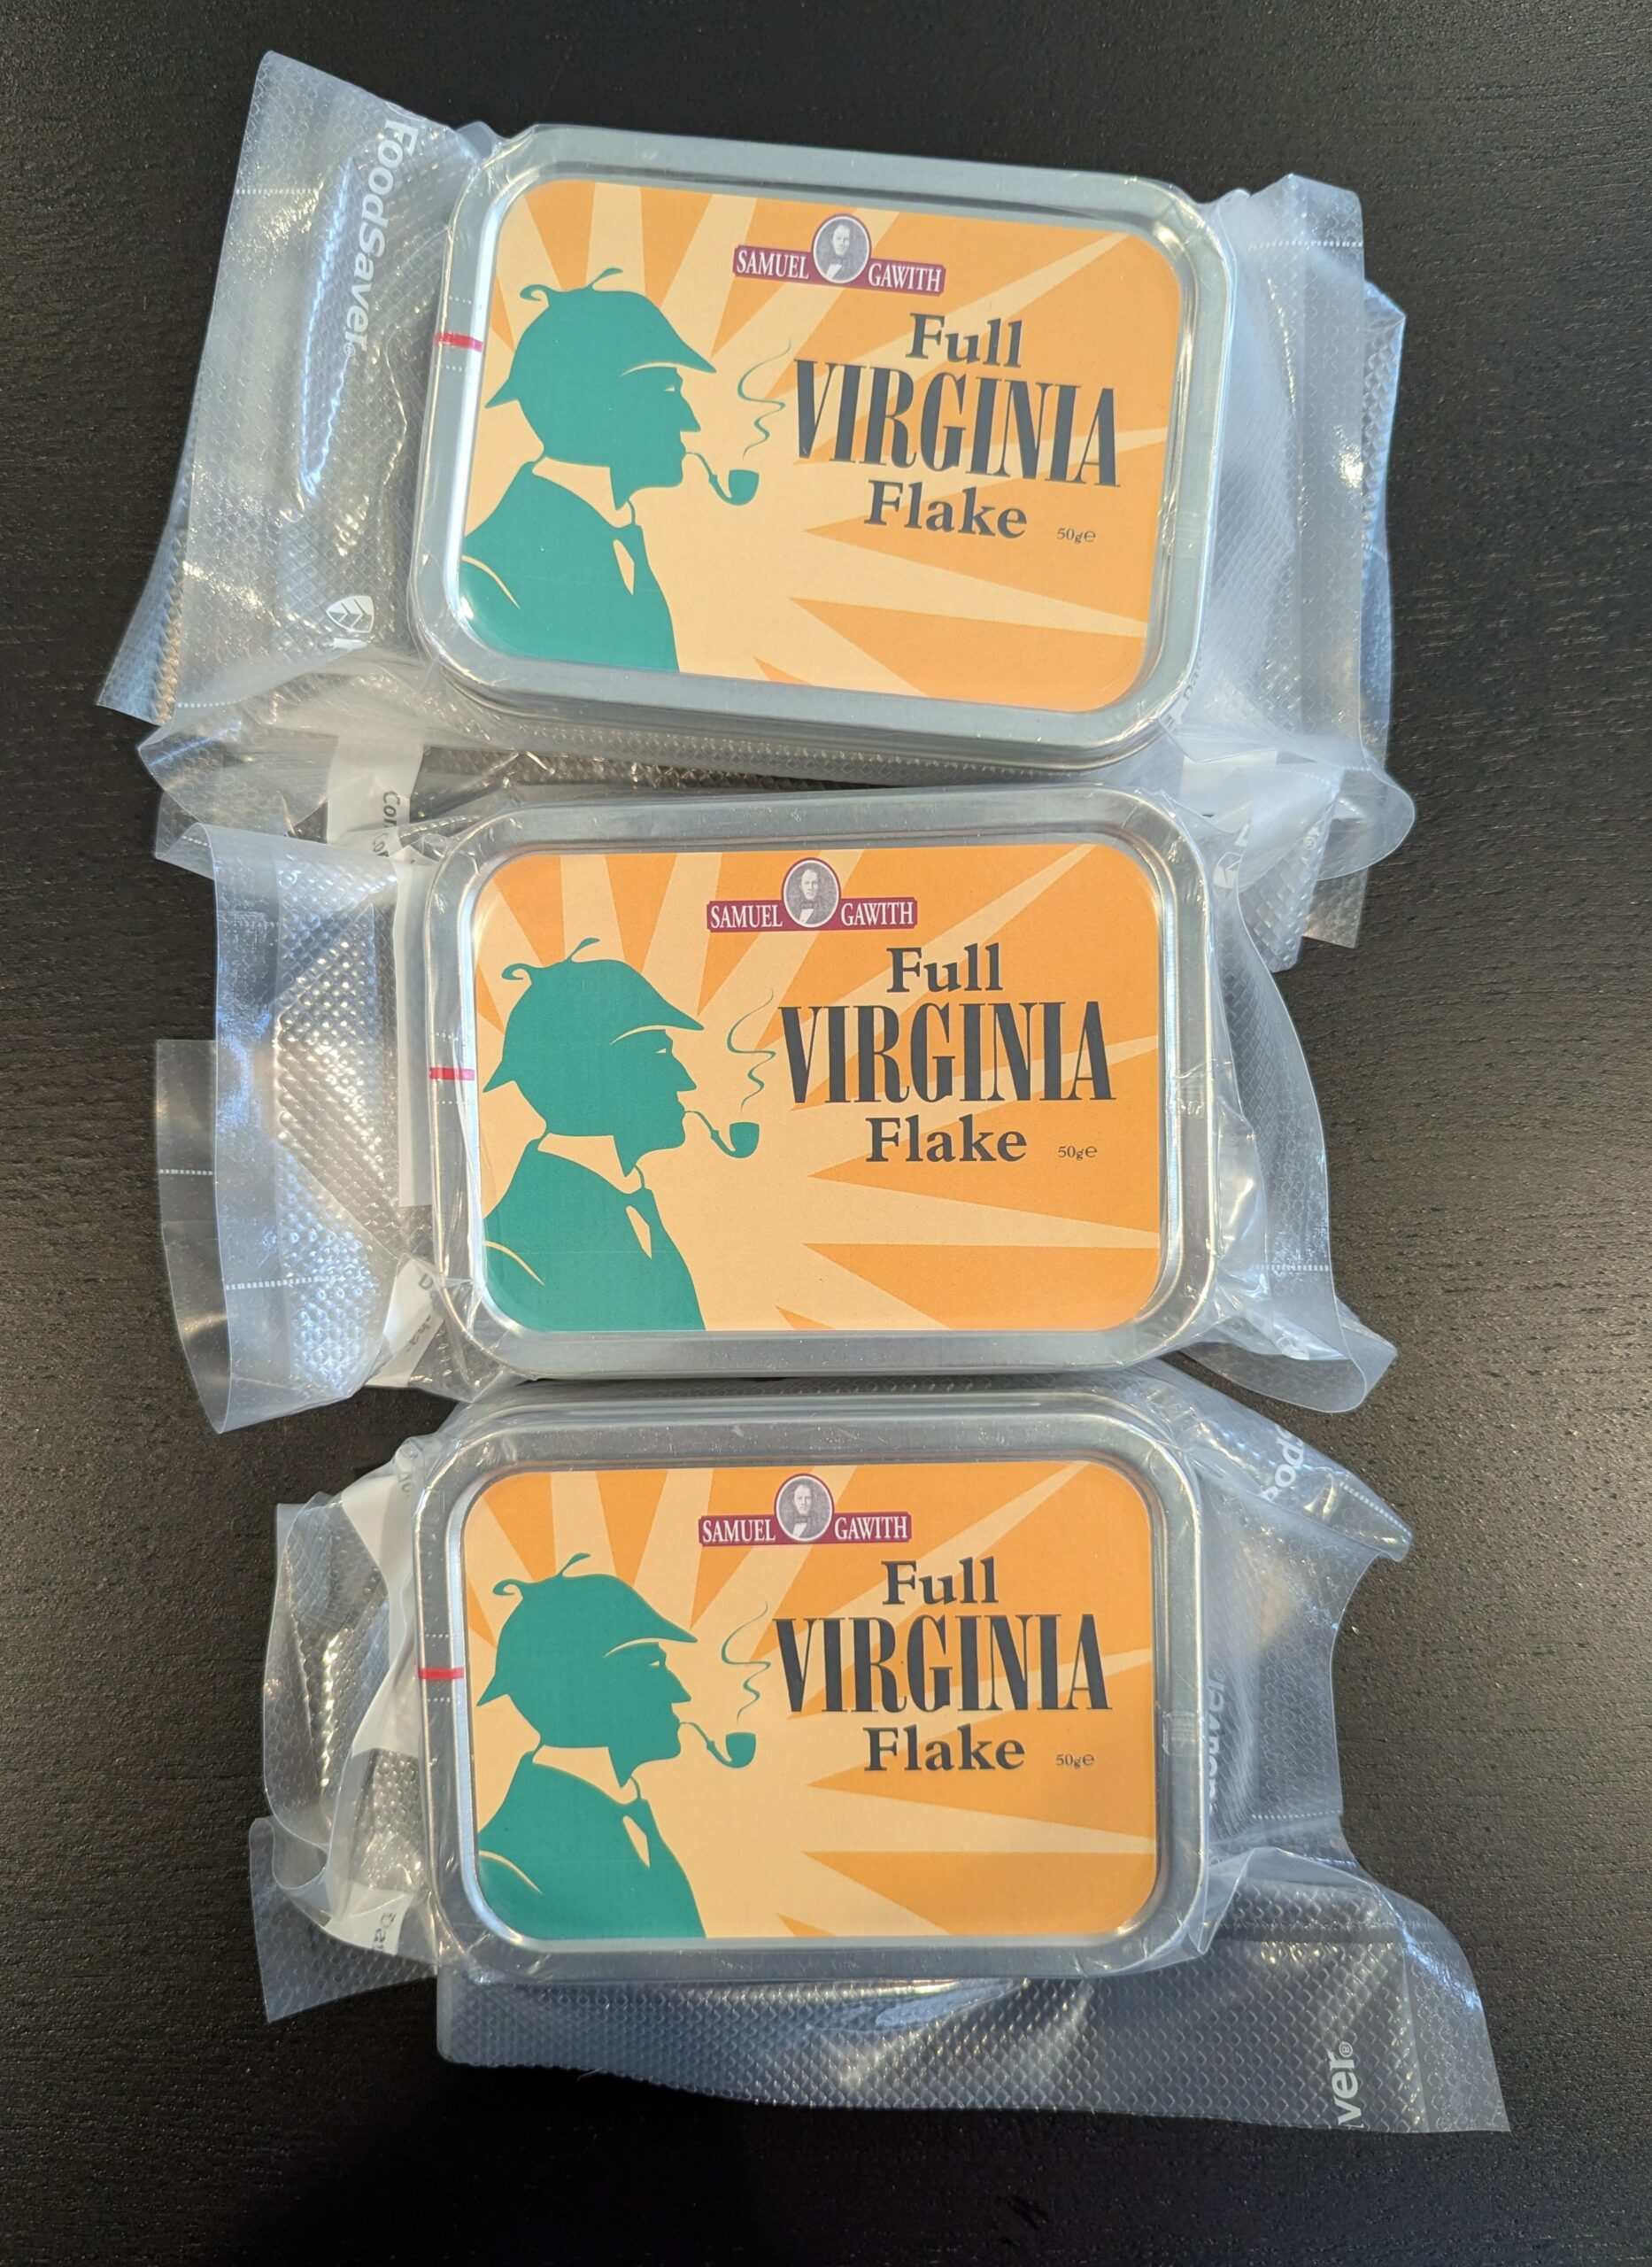 FoodSaver®
SAMUEL GAWITH
Full
VIRGINIA
Flake 50g℮
SAMUEL GAWITH
Full
VIRGINIA
Flake 50g℮
SAMUEL GAWITH
Full
VIRGINIA
Flake 50g℮
ver®